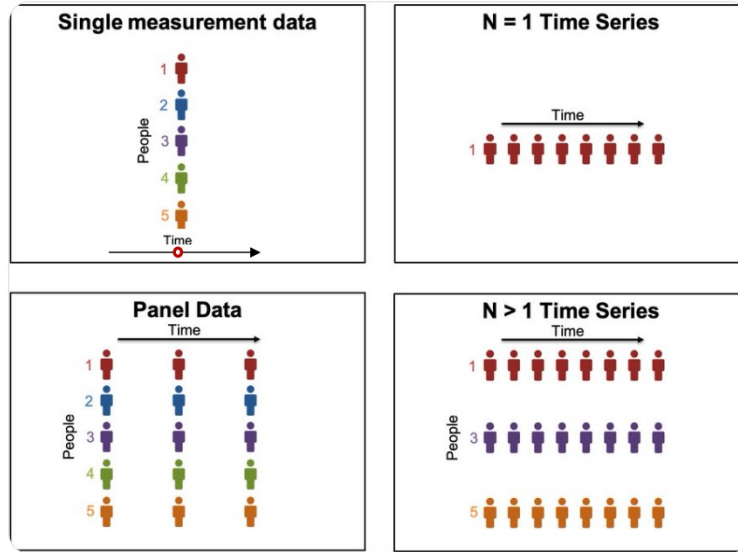 Single measurement data
1
2
3
4
5
People
Time
N = 1 Time Series
Time
1
Panel Data
Time
1
2
3
4
5
People
N > 1 Time Series
Time
1
3
5
People